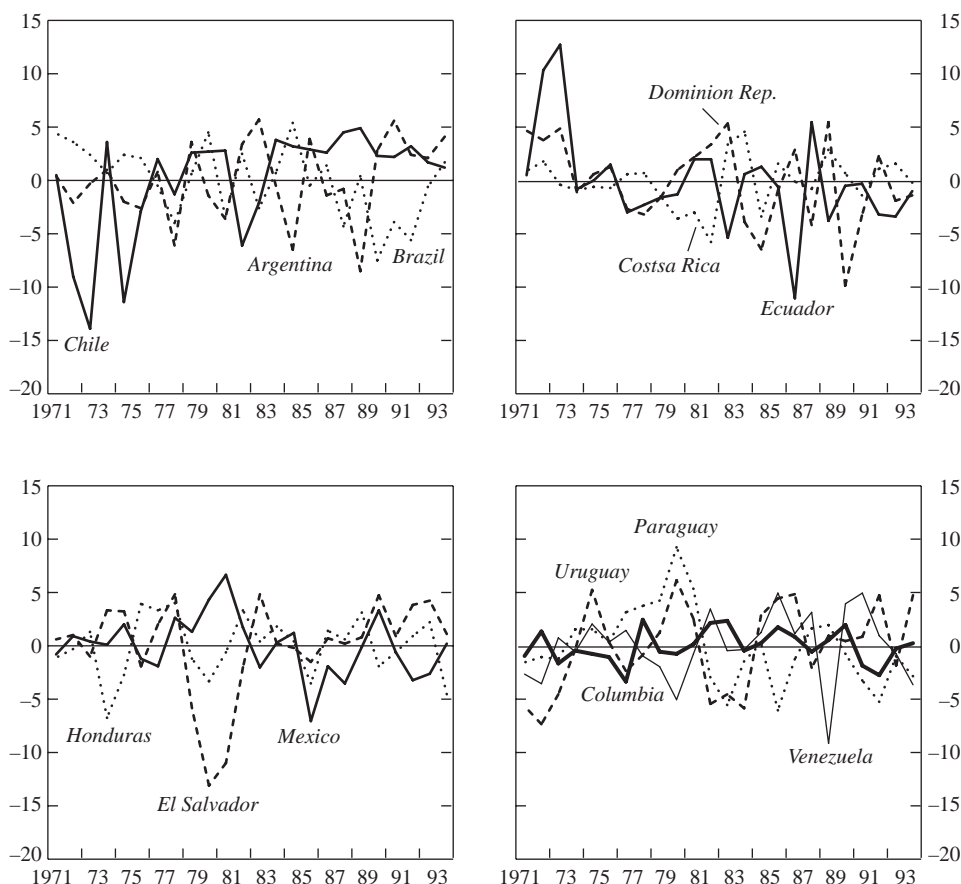 15
10
5
0
−5
−10
−15
−20
Argentina
Brazil
Chile
1971 73 75 77 79 81 83 85 87 89 91 93
15
10
5
0
−5
−10
−15
−20
Dominion Rep.
Costsa Rica
Ecuador
1971 73 75 77 79 81 83 85 87 89 91 93
15
10
5
0
−5
−10
−15
−20
Honduras
Mexico
El Salvador
1971 73 75 77 79 81 83 85 87 89 91 93
15
10
5
0
−5
−10
−15
−20
Paraguay
Uruguay
Columbia
Venezuela
1971 73 75 77 79 81 83 85 87 89 91 93